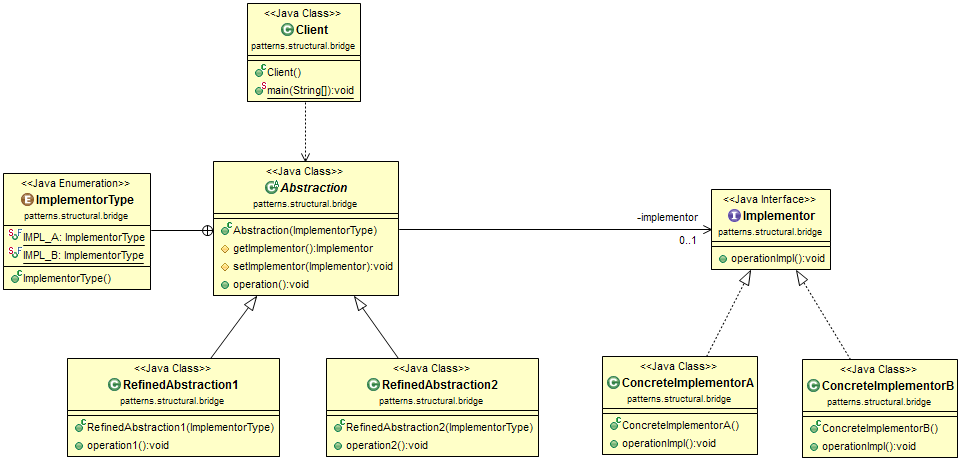 <<Java Class>>
Client
patterns.structural.bridge
Client()
main(String[]):void
<<Java Enumeration>>
ImplementorType
patterns.structural.bridge
IMPL_A: ImplementorType
IMPL_B: ImplementorType
ImplementorType()
<<Java Class>>
Abstraction
patterns.structural.bridge
Abstraction(ImplementorType)
getImplementor():Implementor
setImplementor(Implementor):void
operation():void
-implementor
0..1
<<Java Interface>>
Implementor
patterns.structural.bridge
operationImpl():void
<<Java Class>>
RefinedAbstraction1
patterns.structural.bridge
RefinedAbstraction1(ImplementorType)
operation1():void
<<Java Class>>
RefinedAbstraction2
patterns.structural.bridge
RefinedAbstraction2(ImplementorType)
operation2():void
<<Java Class>>
ConcreteImplementorA
patterns.structural.bridge
ConcreteImplementorA()
operationImpl():void
<<Java Class>>
ConcreteImplementorB
patterns.structural.bridge
ConcreteImplementorB()
operationImpl():void